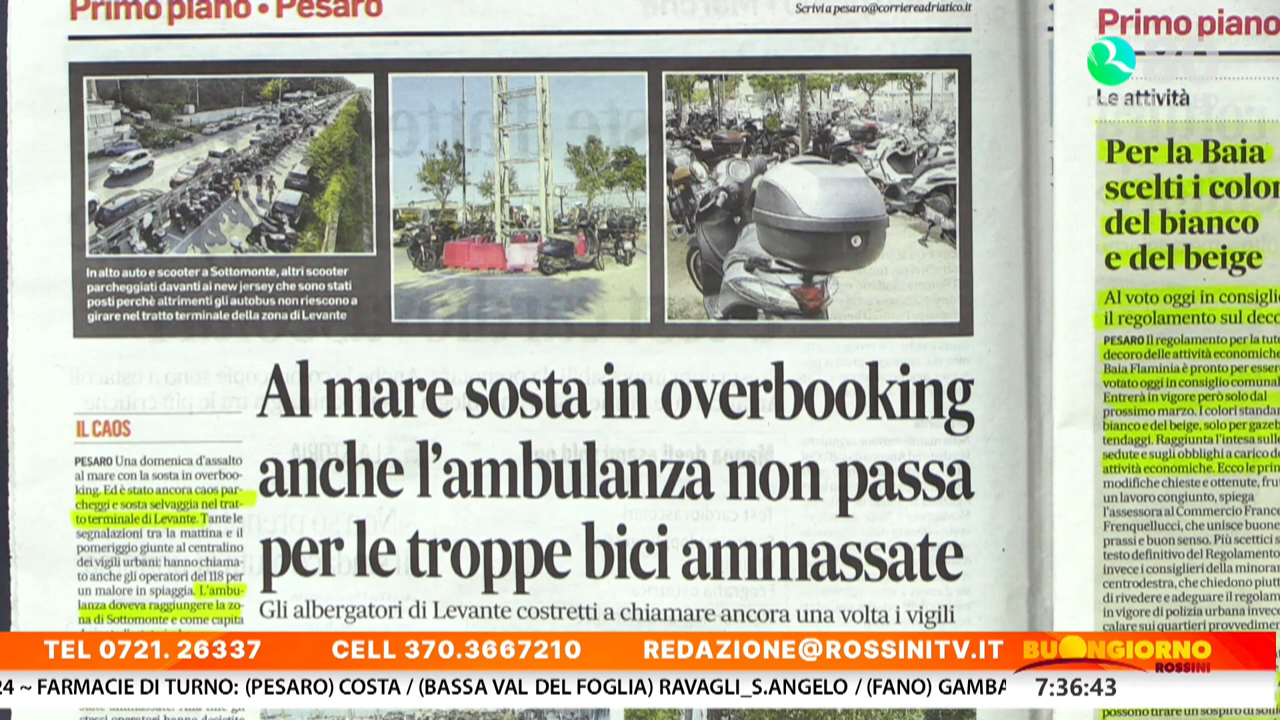 Primo piano • Pesaro
Scrivi a pesaro@corriereadriatico.it
In alto auto e scooter a Sottomonte, altri scooter
parcheggiati davanti ai new jersey che sono stati
posti perchè altrimenti gli autobus non riescono a
girare nel tratto terminale della zona di Levante
Al mare sosta in overbooking
anche l'ambulanza non passa
per le troppe bici ammassate
Gli albergatori di Levante costretti a chiamare ancora una volta i vigili
IL CAOS
PESARO Una domenica d'assalto
al mare con la sosta in overboo-
king. Ed è stato ancora caos par-
cheggi e sosta selvaggia nel trat-
to terminale di Levante. Tante le
segnalazioni tra la mattina e il
pomeriggio giunte al centralino
dei vigili urbani; hanno chiama-
to anche gli operatori del 118 per
un malore in spiaggia. L'ambu-
lanza doveva raggiungere la zo-
na di Sottomonte e come capita
Primo piano
Le attività
Per la Baia
scelti i color
del bianco
e del beige
Al voto oggi in consigli
il regolamento sul deco
PESARO Il regolamento per la tute
decoro delle attività economiche
Baia Flaminia è pronto per esser
votato oggi in consiglio comuna
Entrerà in vigore però solo dal
prossimo marzo. I colori standa
bianco e del beige, solo per gazeb
tendaggi. Raggiunta l'intesa sull
sedute e sugli obblighi a carico de
attività economiche. Ecco le prin
modifiche chieste e ottenute, fru
un lavoro congiunto, spiega
l'assessora al Commercio Franc
Frenquellucci, che unisce buone
prassi e buon senso. Più scettici s
testo definitivo del Regolamento
invece i consiglieri della minoran
centrodestra, che chiedono piutt
di rivedere e adeguare il regolam
in vigore di polizia urbana invec
calare sui quartieri provvedimen
TEL 0721. 26337
CELL 370.3667210
REDAZIONE@ROSSINITV.IT
BUONGIORNO
ROSSINI
24 ~ FARMACIE DI TURNO: (PESARO) COSTA / (BASSA VAL DEL FOGLIA) RAVAGLI_S.ANGELO / (FANO) GAMBA
7:36:43
possono tirare un sospiro di soll